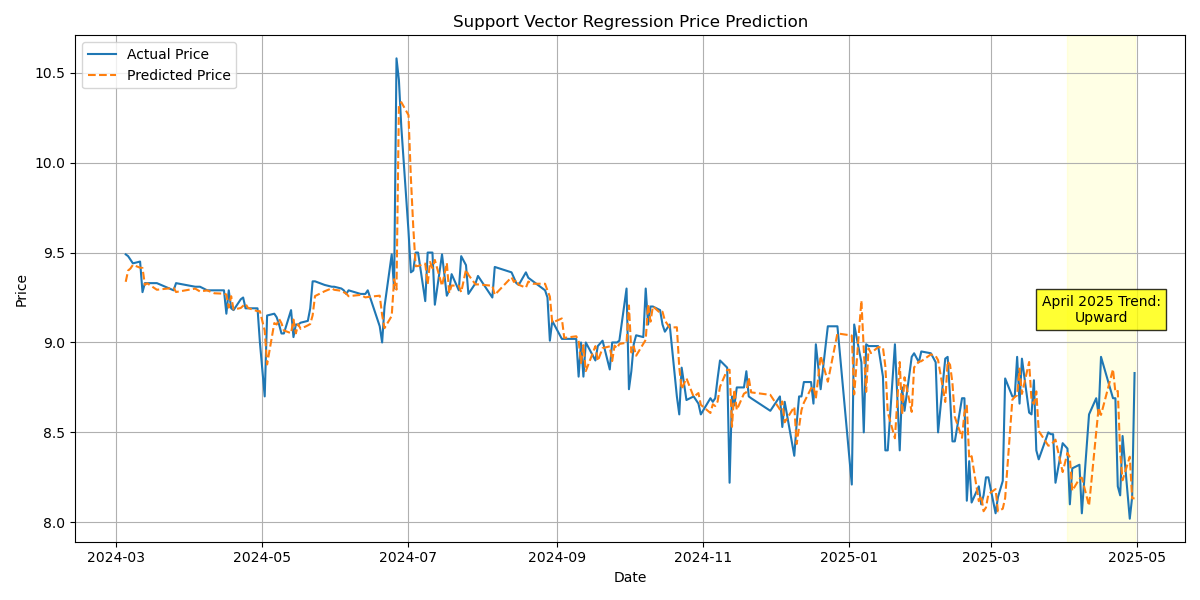 Support Vector Regression Price Prediction
Actual Price
Predicted Price
10.5
10.0
9.5
9.0
8.5
8.0
Price
April 2025 Trend:
Upward
2024-03
2024-05
2024-07
2024-09
2024-11
2025-01
2025-03
2025-05
Date